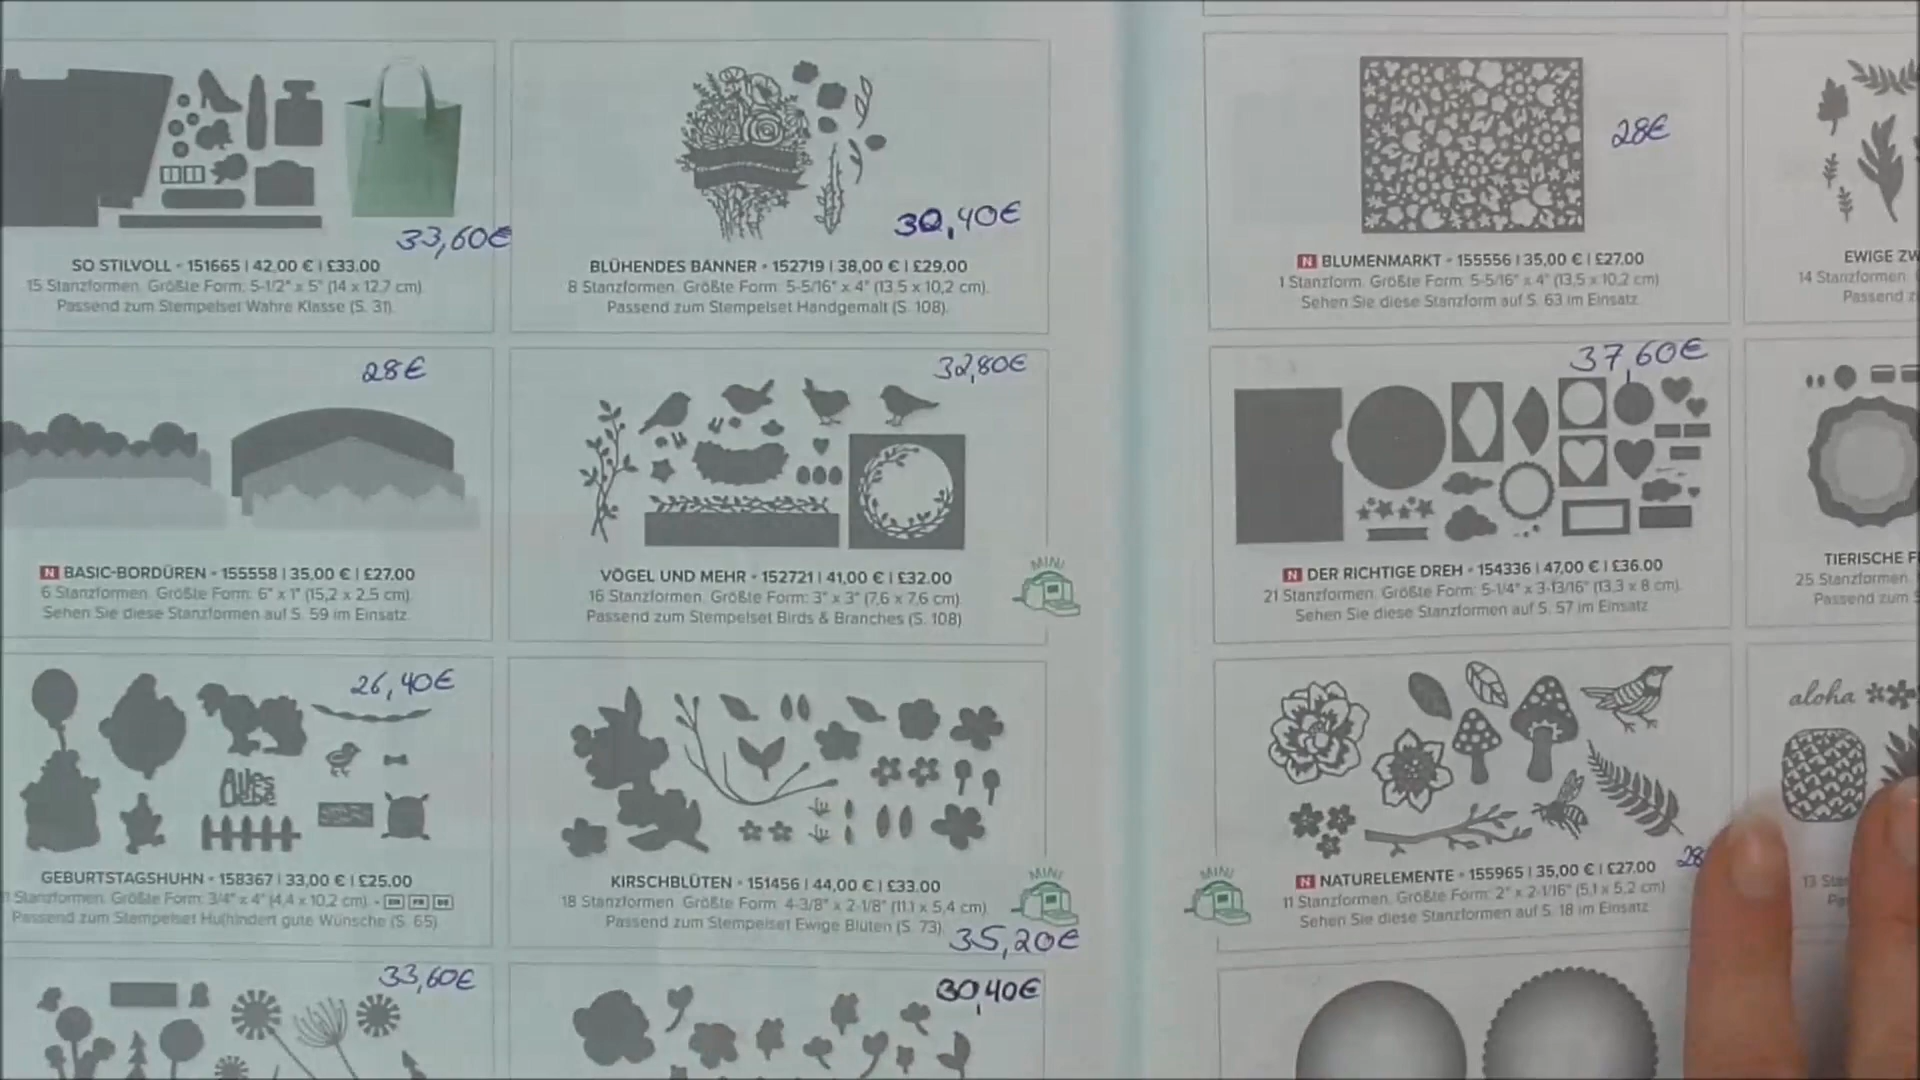 33,60€
SO STILVOLL • 151665 | 42,00 € | £33.00
15 Stanzformen. Größte Form: 5-1/2" x 5" (14 x 12,7 cm).
Passend zum Stempelset Wahre Klasse (S. 31).
30,40€
BLÜHENDES BANNER • 152719 | 38,00 € | £29.00
8 Stanzformen. Größte Form: 5-5/16" x 4" (13,5 x 10,2 cm).
Passend zum Stempelset Handgemalt (S. 108).
28€
N BASIC-BORDÜREN • 155558 | 35,00 € | £27.00
6 Stanzformen. Größte Form: 6" x 1" (15,2 x 2,5 cm).
Sehen Sie diese Stanzformen auf S. 59 im Einsatz.
32,80€
MINI
VÖGEL UND MEHR • 152721 | 41,00 € | £32.00
16 Stanzformen. Größte Form: 3" x 3" (7,6 x 7,6 cm).
Passend zum Stempelset Birds & Branches (S. 108)
26,40€
Alles Liebe
GEBURTSTAGSHUHN • 158367 | 33,00 € | £25.00
Stanzformen. Größte Form: 3/4" x 4" (4,4 x 10,2 cm). •
Passend zum Stempelset Hu(h)ndert gute Wünsche (S. 65)
MINI
KIRSCHBLÜTEN • 151456 | 44,00 € | £33.00
18 Stanzformen. Größte Form: 4-3/8" x 2-1/8" (11,1 x 5,4 cm).
Passend zum Stempelset Ewige Blüten (S. 73).
35,20€
33,60€
30,40€
28€
N BLUMENMARKT • 155556 | 35,00 € | £27.00
1 Stanzform. Größte Form: 5-5/16" x 4" (13,5 x 10,2 cm)
Sehen Sie diese Stanzform auf S. 63 im Einsatz.
EWIGE ZW
14 Stanzformen.
Passend z
37,60€
N DER RICHTIGE DREH • 154336 | 47,00 € | £36.00
21 Stanzformen. Größte Form: 5-1/4" x 3-13/16" (13,3 x 8 cm).
Sehen Sie diese Stanzformen auf S. 57 im Einsatz.
TIERISCHE F
25 Stanzformen.
Passend zum S
aloha
28
MINI
N NATURELEMENTE • 155965 | 35,00 € | £27.00
11 Stanzformen. Größte Form: 2" x 2-1/16" (5,1 x 5,2 cm)
Sehen Sie diese Stanzformen auf S. 18 im Einsatz.
13 Sta